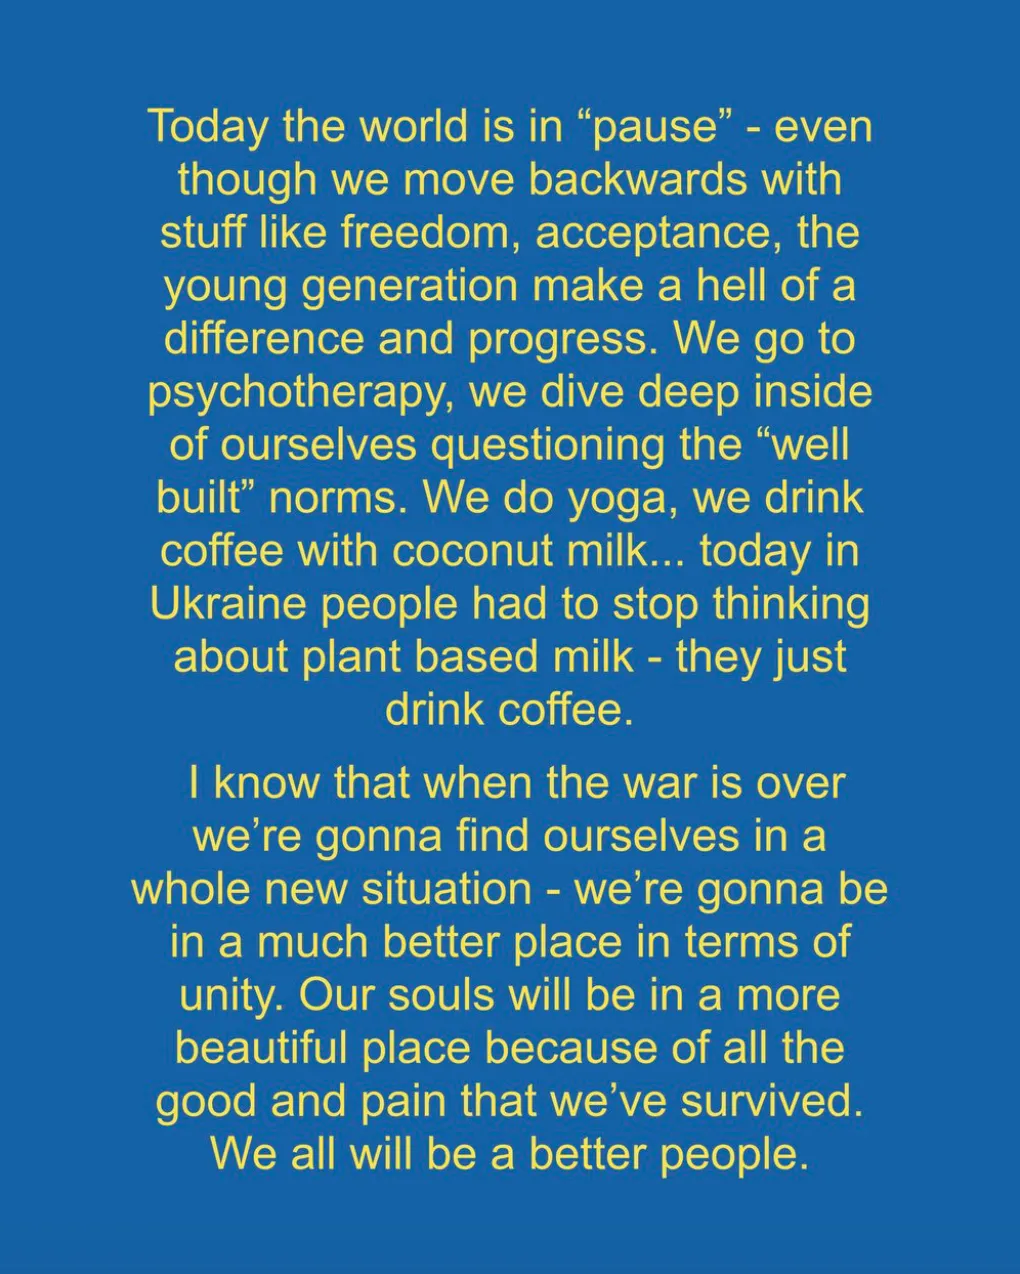 Today the world is in “pause” - even
though we move backwards with
stuff like freedom, acceptance, the
young generation make a hell of a
difference and progress. We go to
psychotherapy, we dive deep inside
of ourselves questioning the “well
built” norms. We do yoga, we drink
coffee with coconut milk... today in
Ukraine people had to stop thinking
about plant based milk - they just
drink coffee.
I know that when the war is over
we’re gonna find ourselves in a
whole new situation - we’re gonna be
in a much better place in terms of
unity. Our souls will be in a more
beautiful place because of all the
good and pain that we’ve survived.
We all will be a better people.